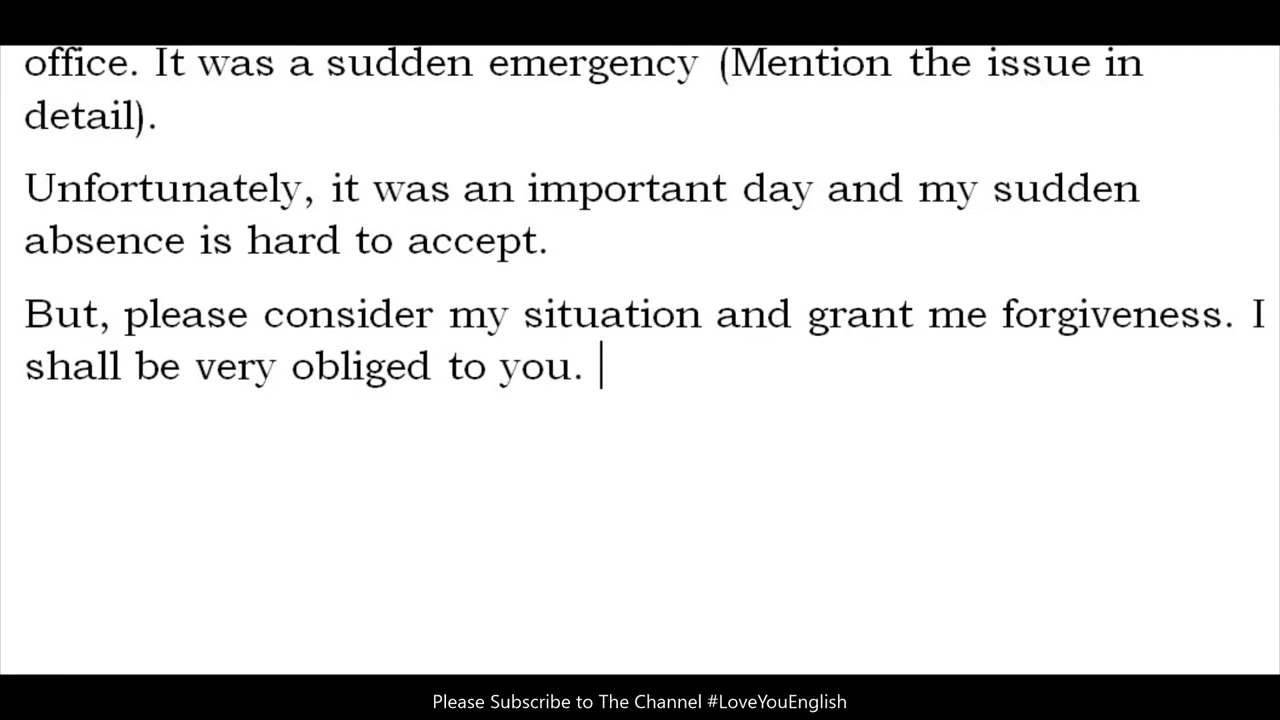 office. It was a sudden emergency (Mention the issue in
detail).
Unfortunately, it was an important day and my sudden
absence is hard to accept.
But, please consider my situation and grant me forgiveness. I
shall be very obliged to you.
Please Subscribe to The Channel #LoveYouEnglish